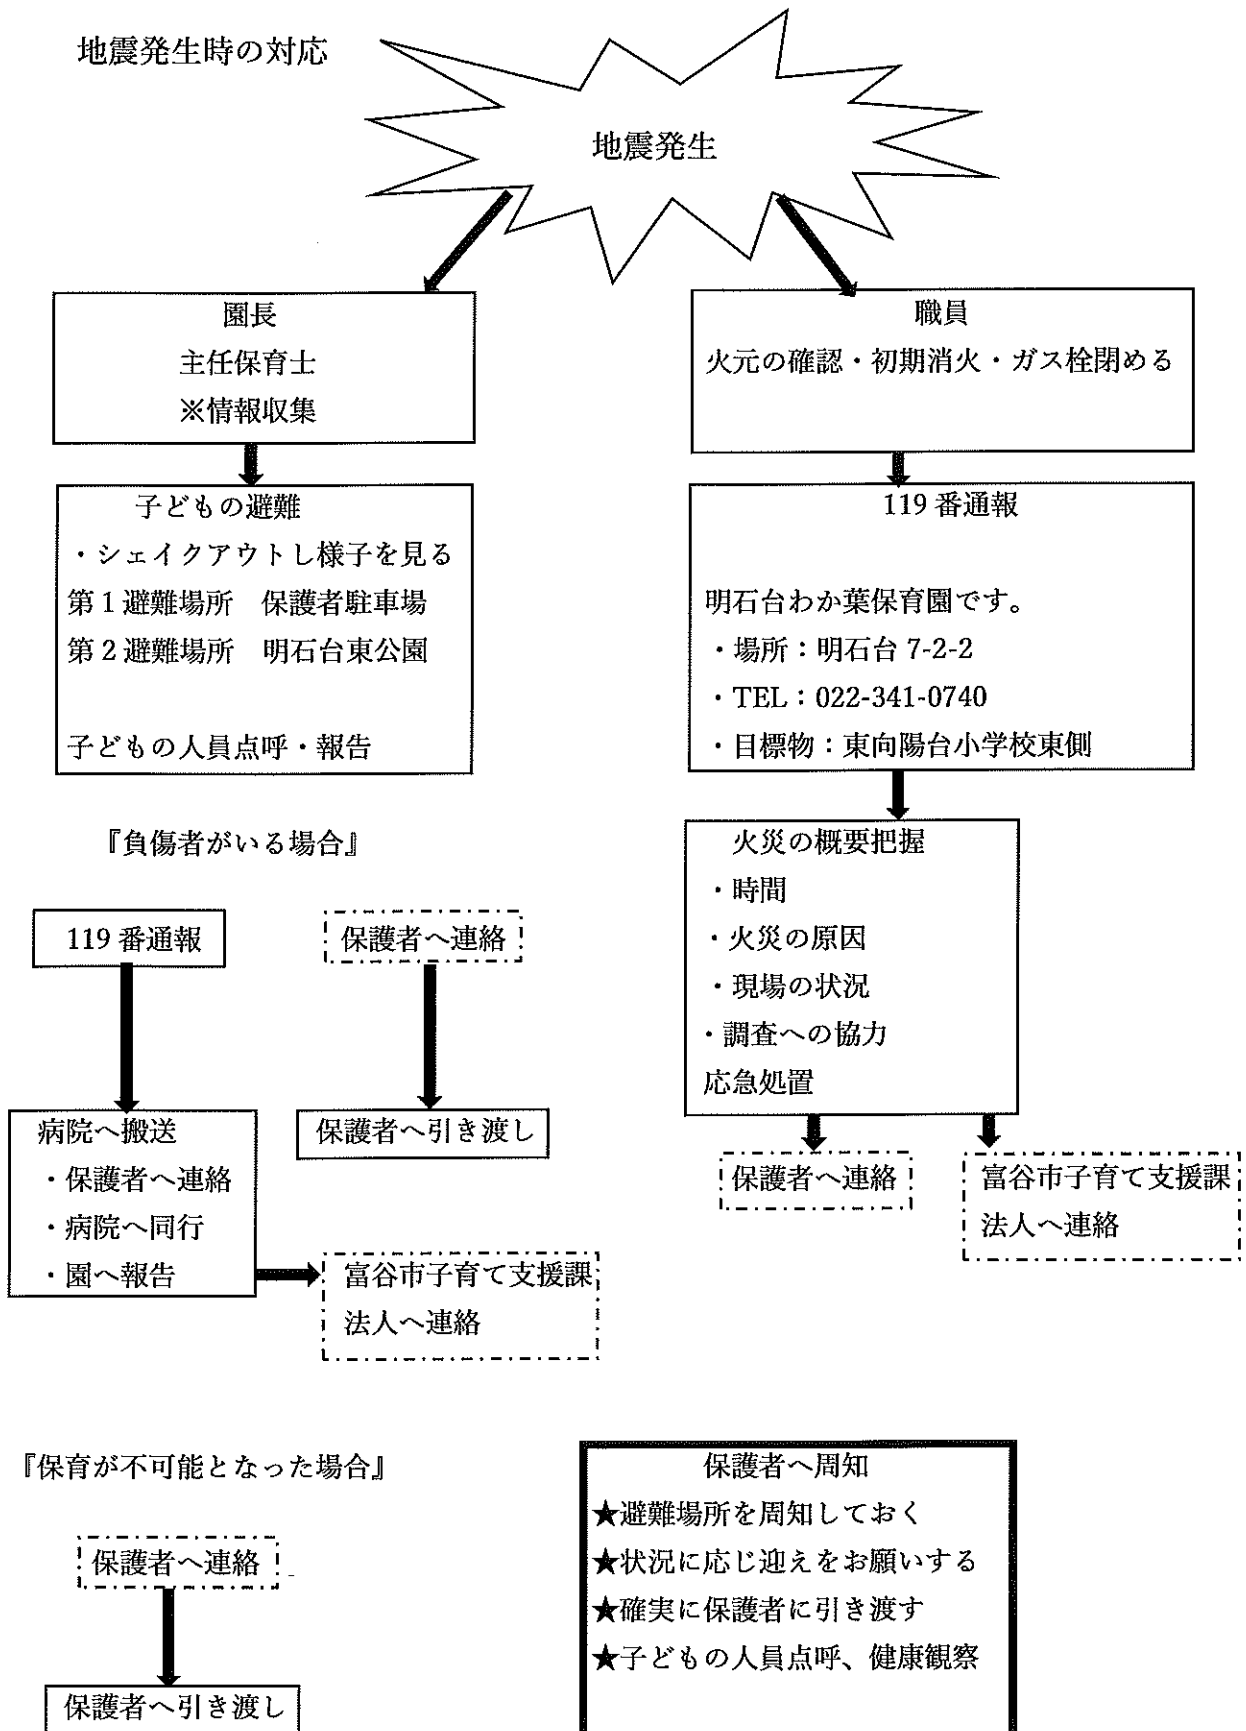 地震発生時の対応
地震発生
園長
主任保育士
※情報収集
職員
火元の確認・初期消火・ガス栓閉める
子どもの避難
・シェイクアウトし様子を見る
第1避難場所　保護者駐車場
第2避難場所　明石台東公園
子どもの人員点呼・報告
119番通報
明石台わか葉保育園です。
・場所：明石台 7-2-2
・TEL：022-341-0740
・目標物：東向陽台小学校東側
火災の概要把握
・時間
・火災の原因
・現場の状況
・調査への協力
応急処置
保護者へ連絡
富谷市子育て支援課
法人へ連絡
『負傷者がいる場合』
119番通報
保護者へ連絡
病院へ搬送
・保護者へ連絡
・病院へ同行
・園へ報告
保護者へ引き渡し
富谷市子育て支援課
法人へ連絡
『保育が不可能となった場合』
保護者へ連絡
保護者へ引き渡し
保護者へ周知
★避難場所を周知しておく
★状況に応じ迎えをお願いする
★確実に保護者に引き渡す
★子どもの人員点呼、健康観察